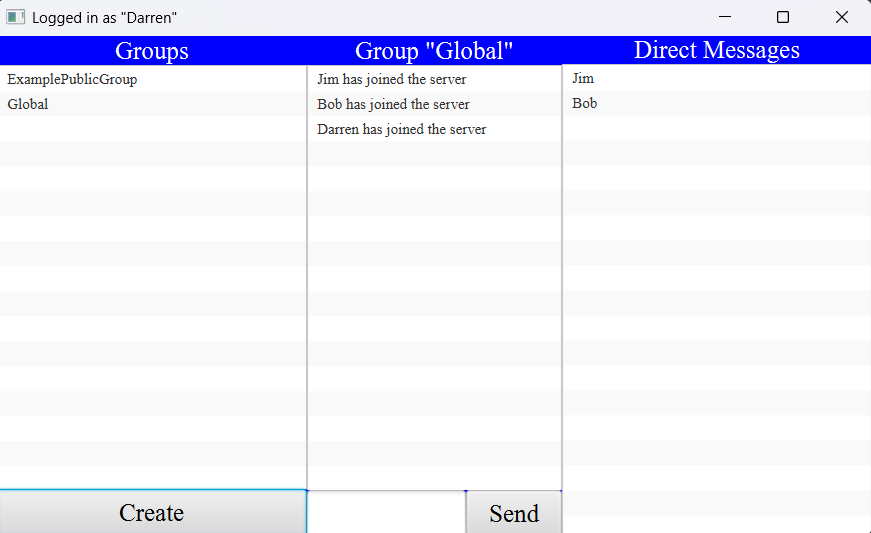 Logged in as "Darren"
Groups
ExamplePublicGroup
Global
Create
Group "Global"
Jim has joined the server
Bob has joined the server
Darren has joined the server
Send
Direct Messages
Jim
Bob